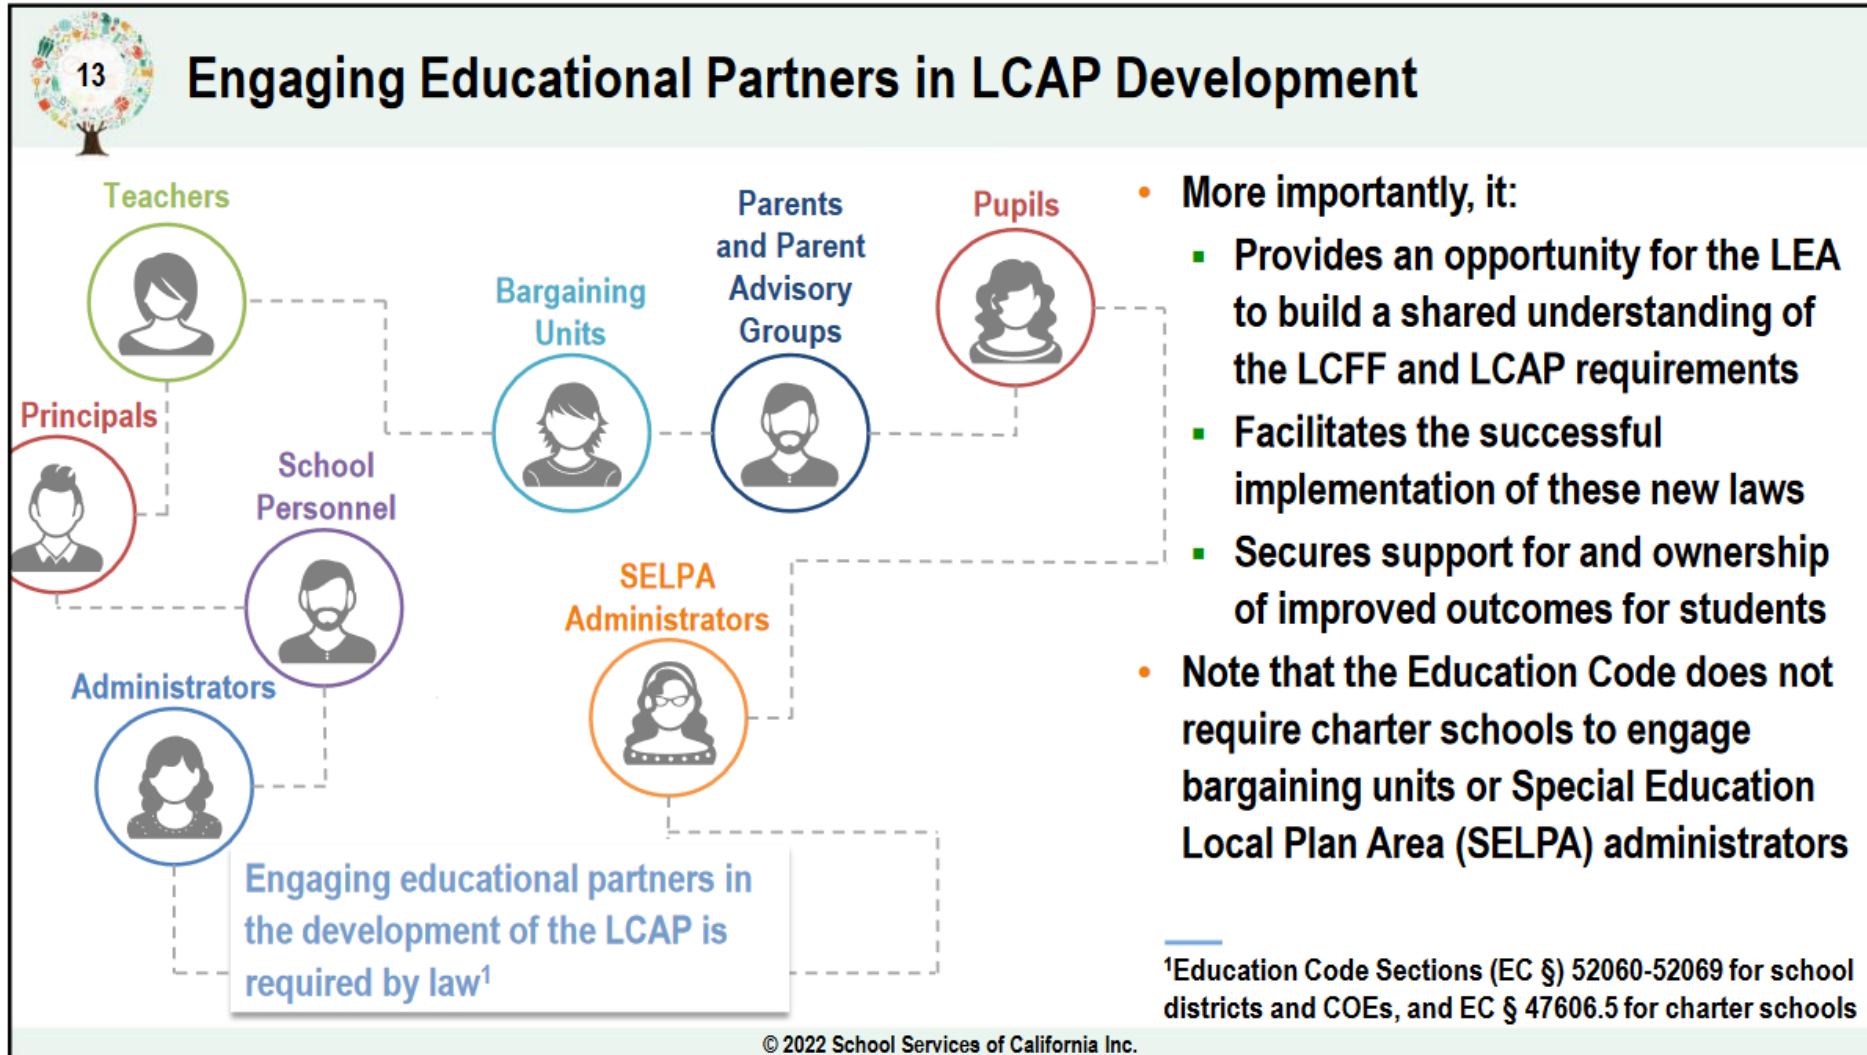 13
Engaging Educational Partners in LCAP Development
Teachers
Principals
School
Personnel
Administrators
Bargaining
Units
Parents
and Parent
Advisory
Groups
Pupils
SELPA
Administrators
Engaging educational partners in
the development of the LCAP is
required by law¹
• More importantly, it:
▪ Provides an opportunity for the LEA
to build a shared understanding of
the LCFF and LCAP requirements
▪ Facilitates the successful
implementation of these new laws
▪ Secures support for and ownership
of improved outcomes for students
• Note that the Education Code does not
require charter schools to engage
bargaining units or Special Education
Local Plan Area (SELPA) administrators
¹Education Code Sections (EC §) 52060-52069 for school
districts and COEs, and EC § 47606.5 for charter schools
© 2022 School Services of California Inc.